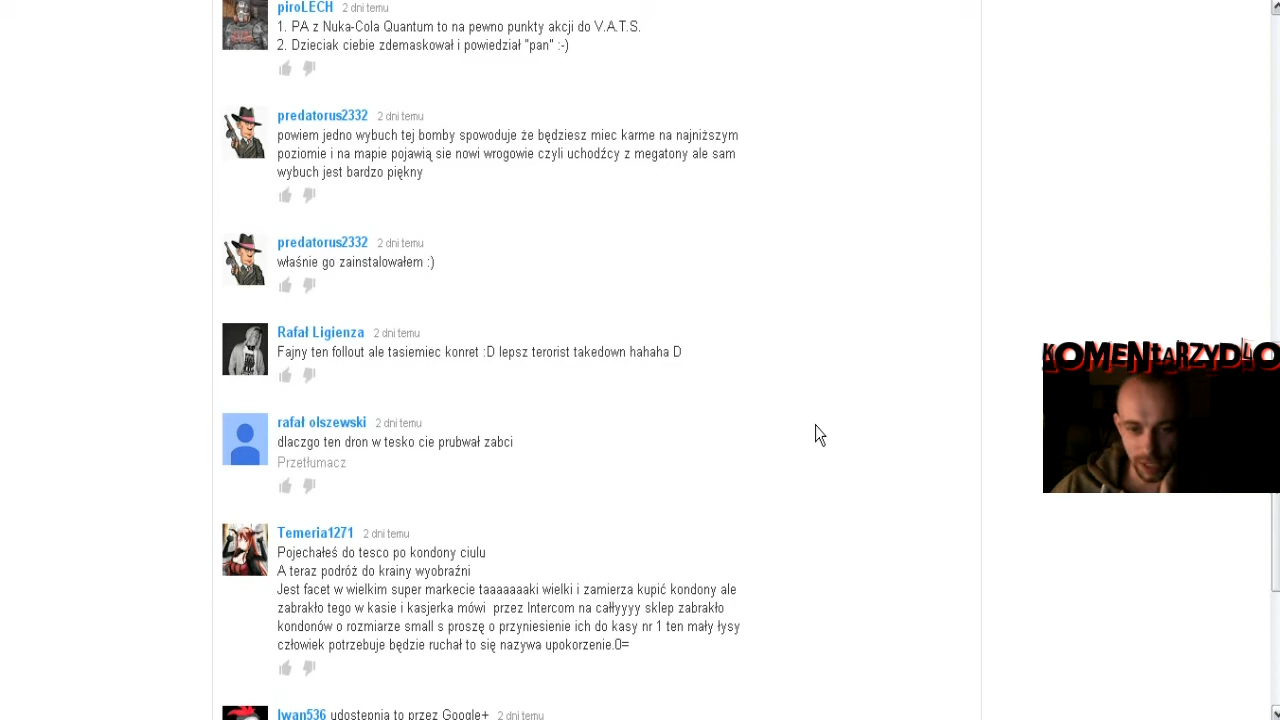 piroLECH 2 dni temu
1. PA z Nuka-Cola Quantum to na pewno punkty akcji do V.A.T.S.
2. Dzieciak ciebie zdemaskował i powiedział "pan" :-)
predatorus2332 2 dni temu
powiem jedno wybuch tej bomby spowoduje że będziesz miec karme na najniższym
poziomie i na mapie pojawią sie nowi wrogowie czyli uchodźcy z megatony ale sam
wybuch jest bardzo piękny
predatorus2332 2 dni temu
właśnie go zainstalowałem :)
Rafał Ligienza 2 dni temu
Fajny ten follout ale tasiemiec konret :D lepsz terorist takedown hahaha D
rafał olszewski 2 dni temu
dlaczgo ten dron w tesko cie prubwał zabci
Przetłumacz
Temeria1271 2 dni temu
Pojechałeś do tesco po kondony ciulu
A teraz podróż do krainy wyobraźni
Jest facet w wielkim super markecie taaaaaaaki wielki i zamierza kupić kondony ale
zabrakło tego w kasie i kasjerka mówi przez Intercom na całłyyyy sklep zabrakło
kondonów o rozmiarze small s proszę o przyniesienie ich do kasy nr 1 ten mały łysy
człowiek potrzebuje będzie ruchał to się nazywa upokorzenie.0=
Iwan536 udostępnia to przez Google+ 2 dni temu
KOMENtARZYDŁO